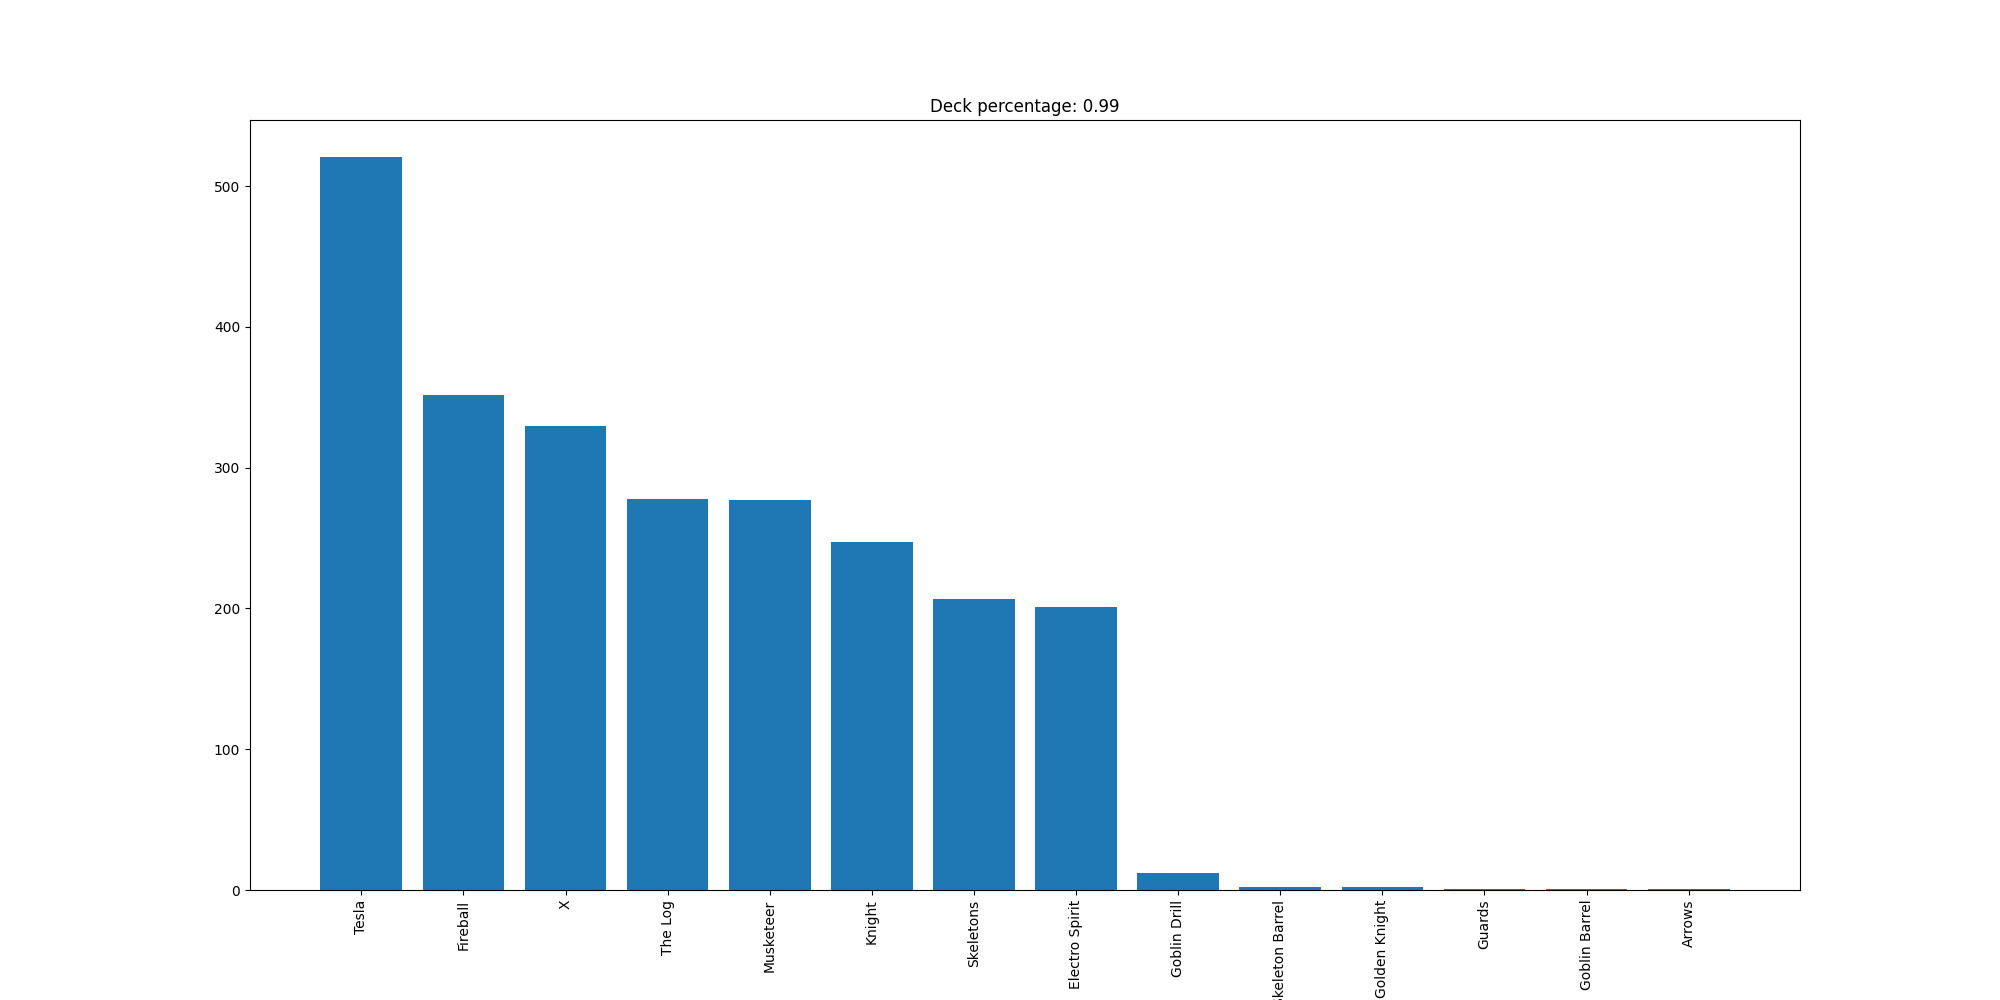 Deck percentage: 0.99
500
400
300
200
100
0
Tesla
Fireball
X
The Log
Musketeer
Knight
Skeletons
Electro Spirit
Goblin Drill
keleton Barrel
Golden Knight
Guards
Goblin Barrel
Arrows